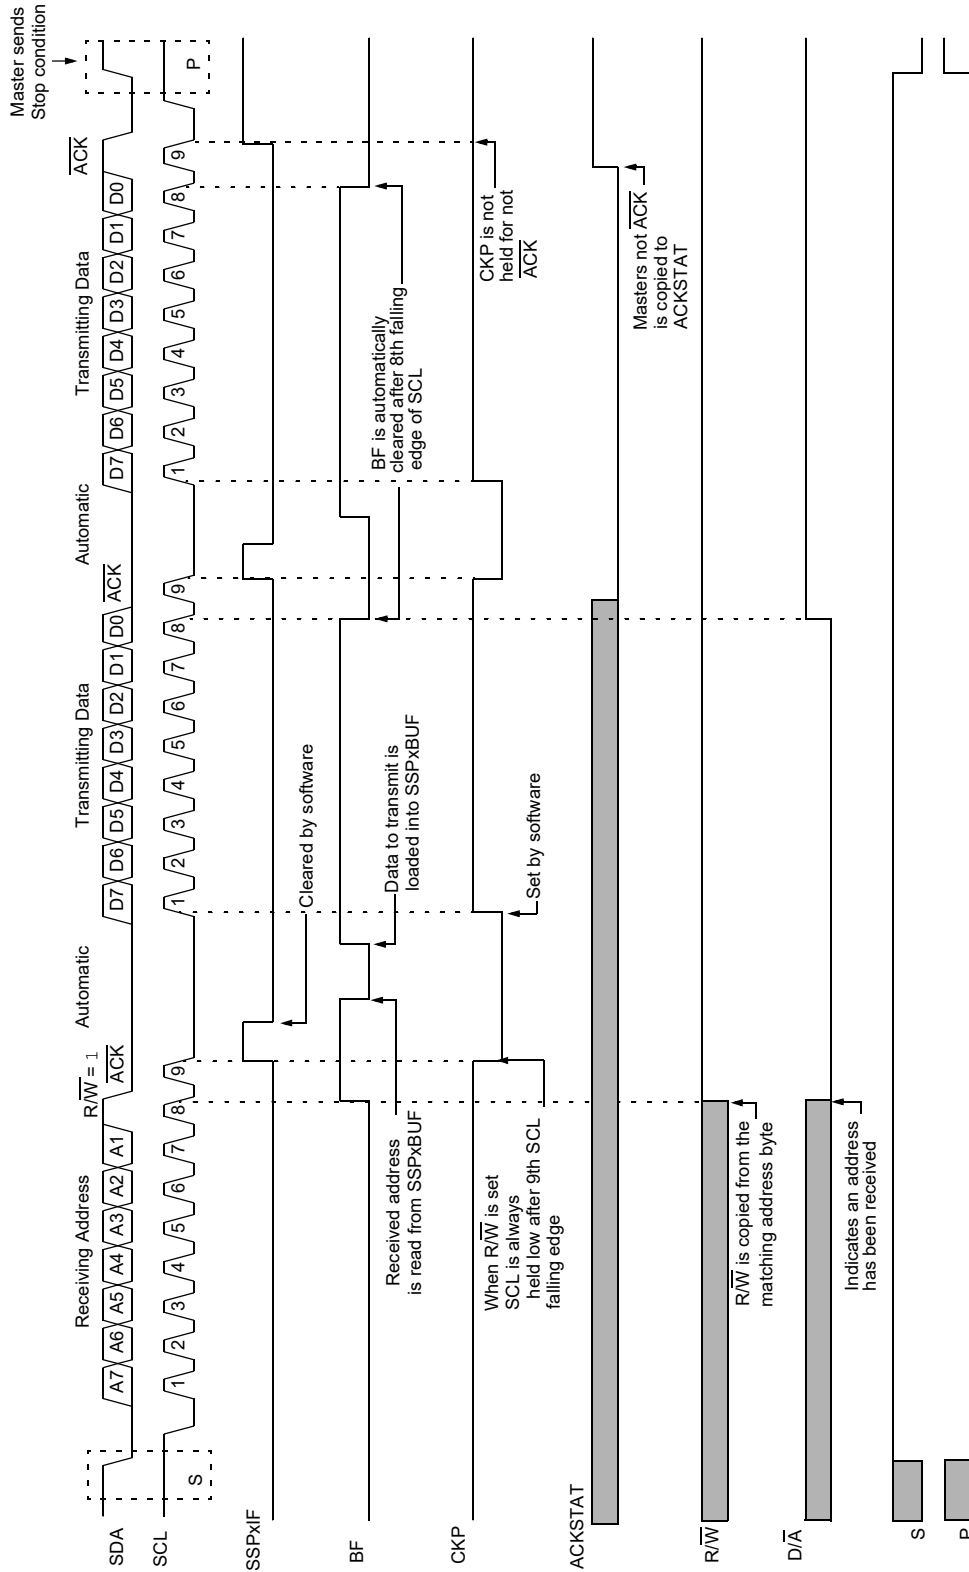 Master sends
Stop condition
Receiving Address
R/W = 1
ACK
Automatic
Transmitting Data
ACK
Automatic
Transmitting Data
ACK
SDA
A7 A6 A5 A4 A3 A2 A1
D7 D6 D5 D4 D3 D2 D1 D0
D7 D6 D5 D4 D3 D2 D1 D0
SCL
S
1 2 3 4 5 6 7 8 9
1 2 3 4 5 6 7 8 9
1 2 3 4 5 6 7 8 9
P
SSPxIF
Cleared by software
BF
Received address
is read from SSPxBUF
Data to transmit is
loaded into SSPxBUF
BF is automatically
cleared after 8th falling
edge of SCL
CKP
When R/W is set
SCL is always
held low after 9th SCL
falling edge
Set by software
CKP is not
held for not
ACK
ACKSTAT
Masters not ACK
is copied to
ACKSTAT
R/W
R/W is copied from the
matching address byte
D/A
Indicates an address
has been received
S
P